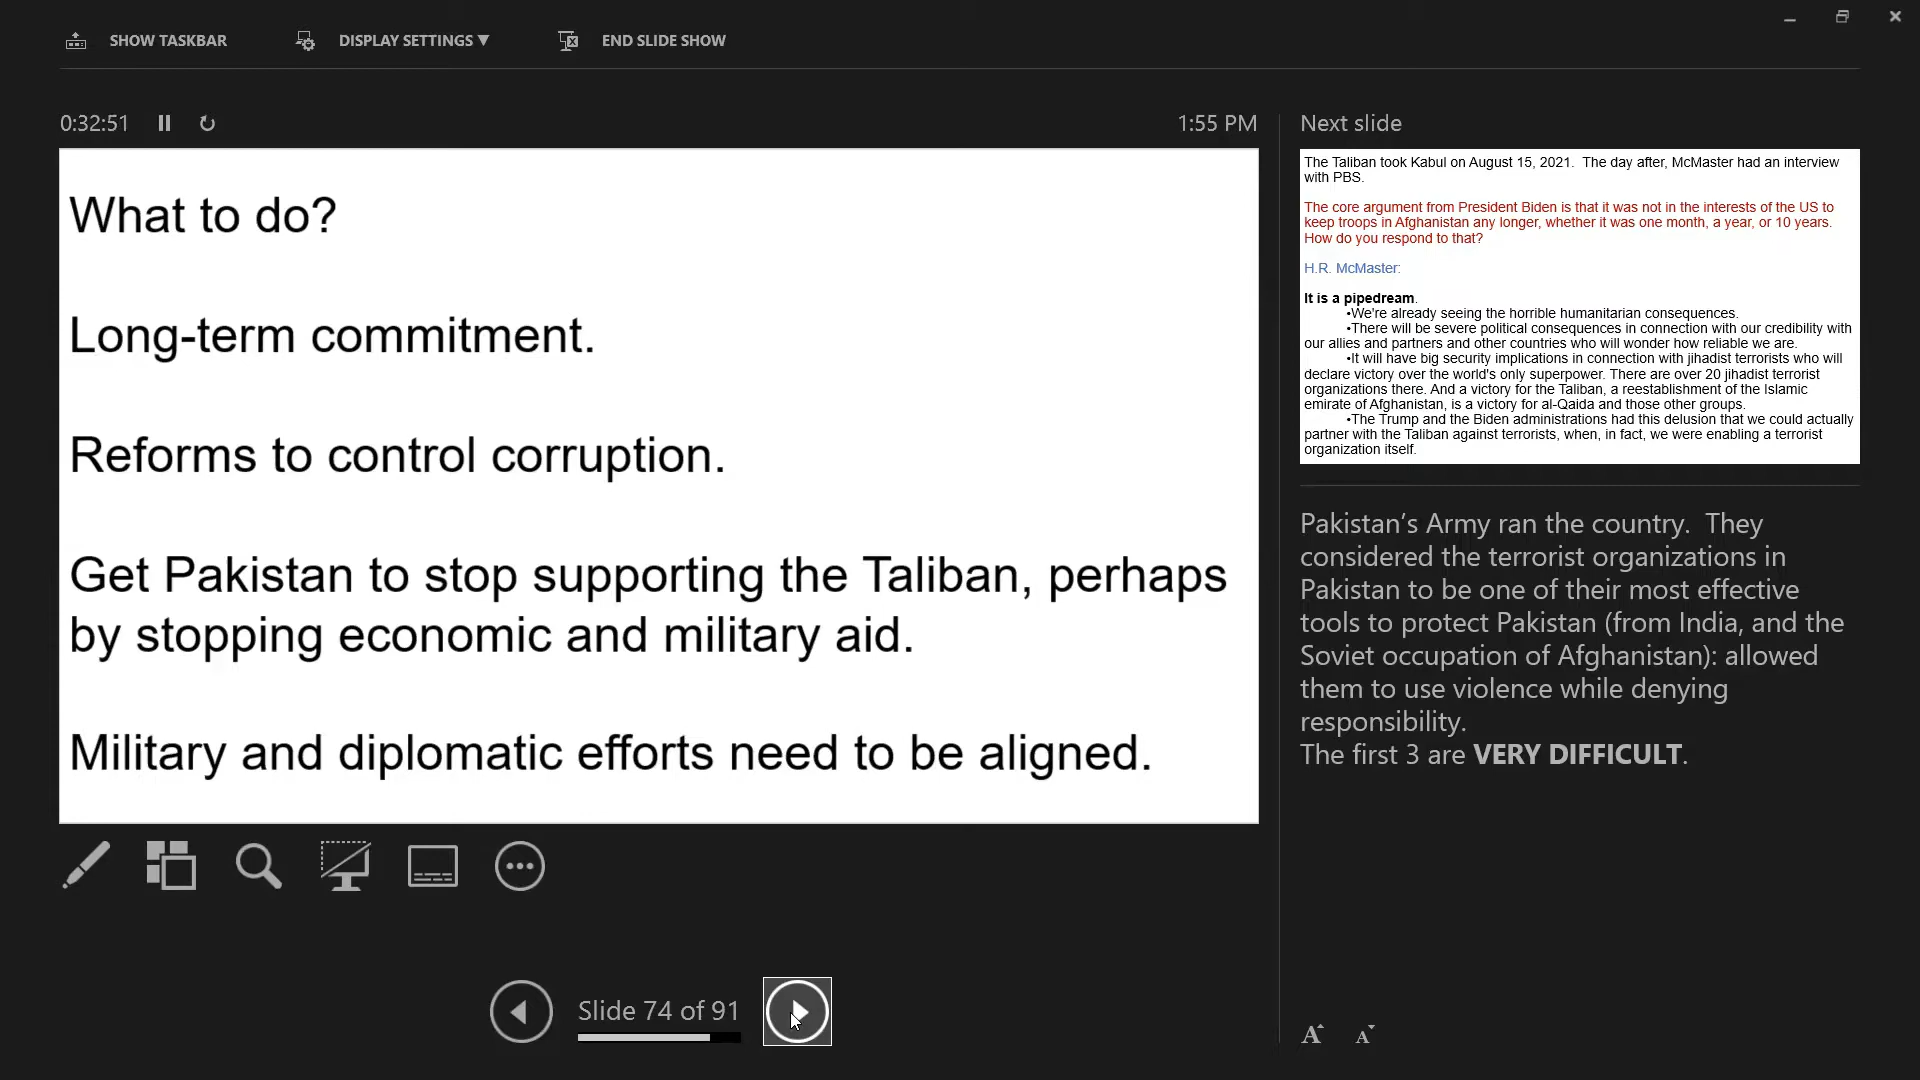 SHOW TASKBAR
DISPLAY SETTINGS ▼
END SLIDE SHOW
0:32:51
1:55 PM
What to do?
Long-term commitment.
Reforms to control corruption.
Get Pakistan to stop supporting the Taliban, perhaps
by stopping economic and military aid.
Military and diplomatic efforts need to be aligned.
Slide 74 of 91
Next slide
The Taliban took Kabul on August 15, 2021.  The day after, McMaster had an interview
with PBS.
The core argument from President Biden is that it was not in the interests of the US to
keep troops in Afghanistan any longer, whether it was one month, a year, or 10 years.
How do you respond to that?
H.R. McMaster:
It is a pipedream.
•We're already seeing the horrible humanitarian consequences.
•There will be severe political consequences in connection with our credibility with
our allies and partners and other countries who will wonder how reliable we are.
•It will have big security implications in connection with jihadist terrorists who will
declare victory over the world's only superpower. There are over 20 jihadist terrorist
organizations there. And a victory for the Taliban, a reestablishment of the Islamic
emirate of Afghanistan, is a victory for al-Qaida and those other groups.
•The Trump and the Biden administrations had this delusion that we could actually
partner with the Taliban against terrorists, when, in fact, we were enabling a terrorist
organization itself.
Pakistan's Army ran the country.  They
considered the terrorist organizations in
Pakistan to be one of their most effective
tools to protect Pakistan (from India, and the
Soviet occupation of Afghanistan): allowed
them to use violence while denying
responsibility.
The first 3 are VERY DIFFICULT.
A A